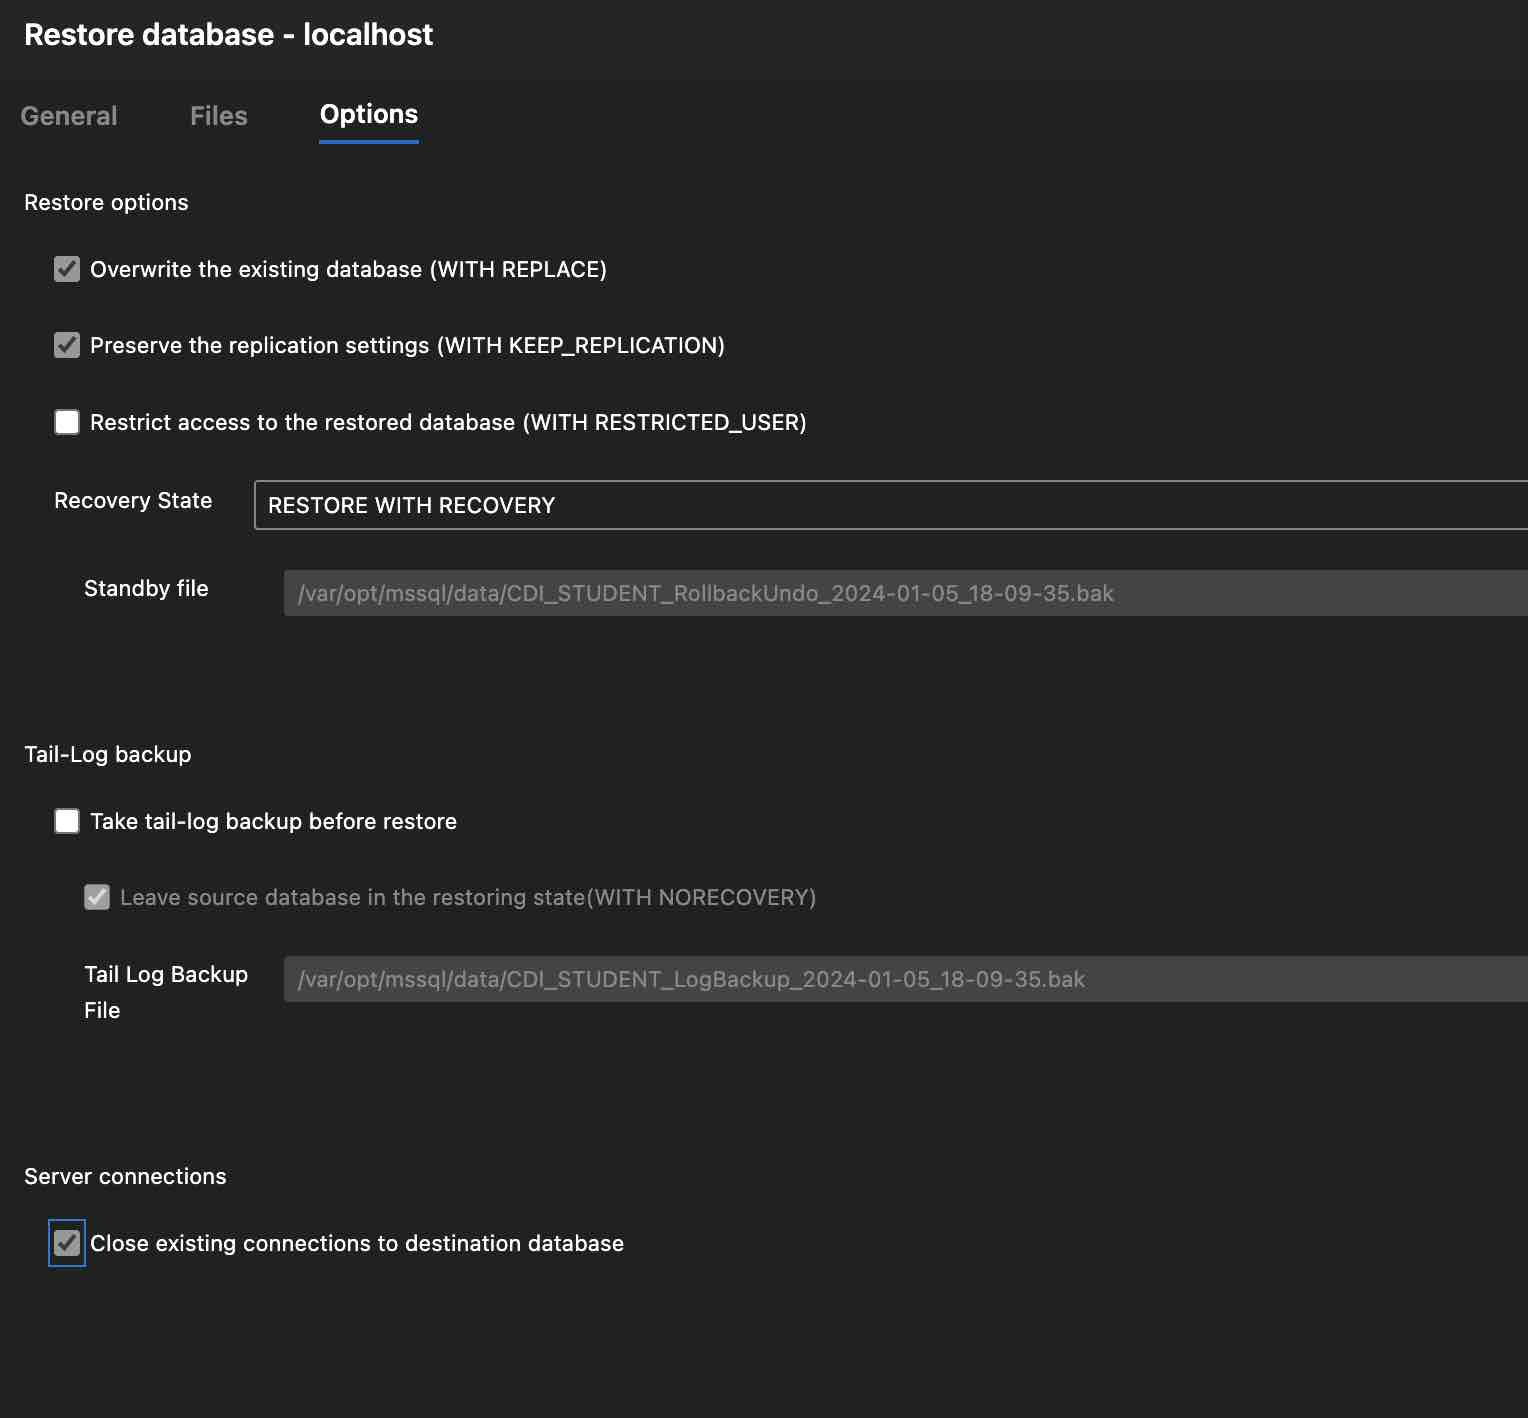 Restore database - localhost
General Files Options
Restore options
Overwrite the existing database (WITH REPLACE)
Preserve the replication settings (WITH KEEP_REPLICATION)
Restrict access to the restored database (WITH RESTRICTED_USER)
Recovery State RESTORE WITH RECOVERY
Standby file /var/opt/mssql/data/CDI_STUDENT_RollbackUndo_2024-01-05_18-09-35.bak
Tail-Log backup
Take tail-log backup before restore
Leave source database in the restoring state(WITH NORECOVERY)
Tail Log Backup File /var/opt/mssql/data/CDI_STUDENT_LogBackup_2024-01-05_18-09-35.bak
Server connections
Close existing connections to destination database